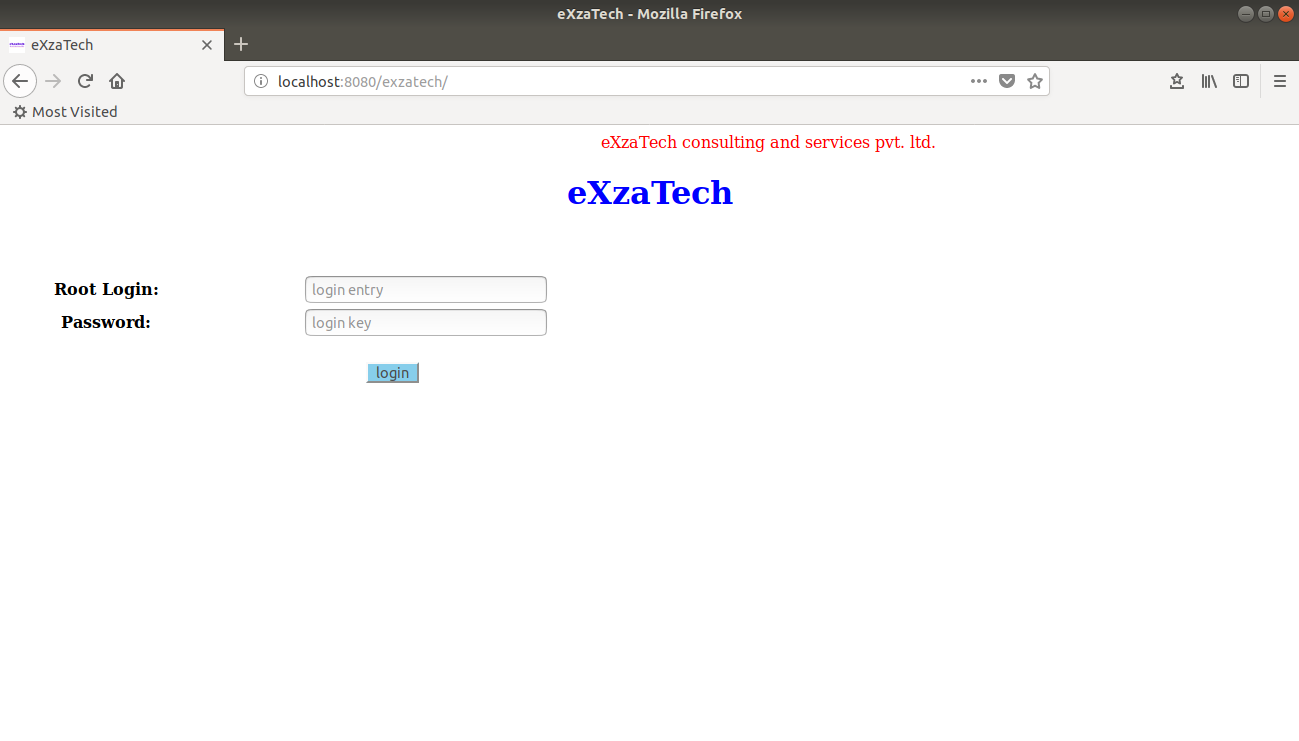 eXzaTech - Mozilla Firefox
eXzaTech
localhost:8080/exzatech/
Most Visited
eXzaTech consulting and services pvt. ltd.
eXzaTech
Root Login: login entry
Password: login key
login